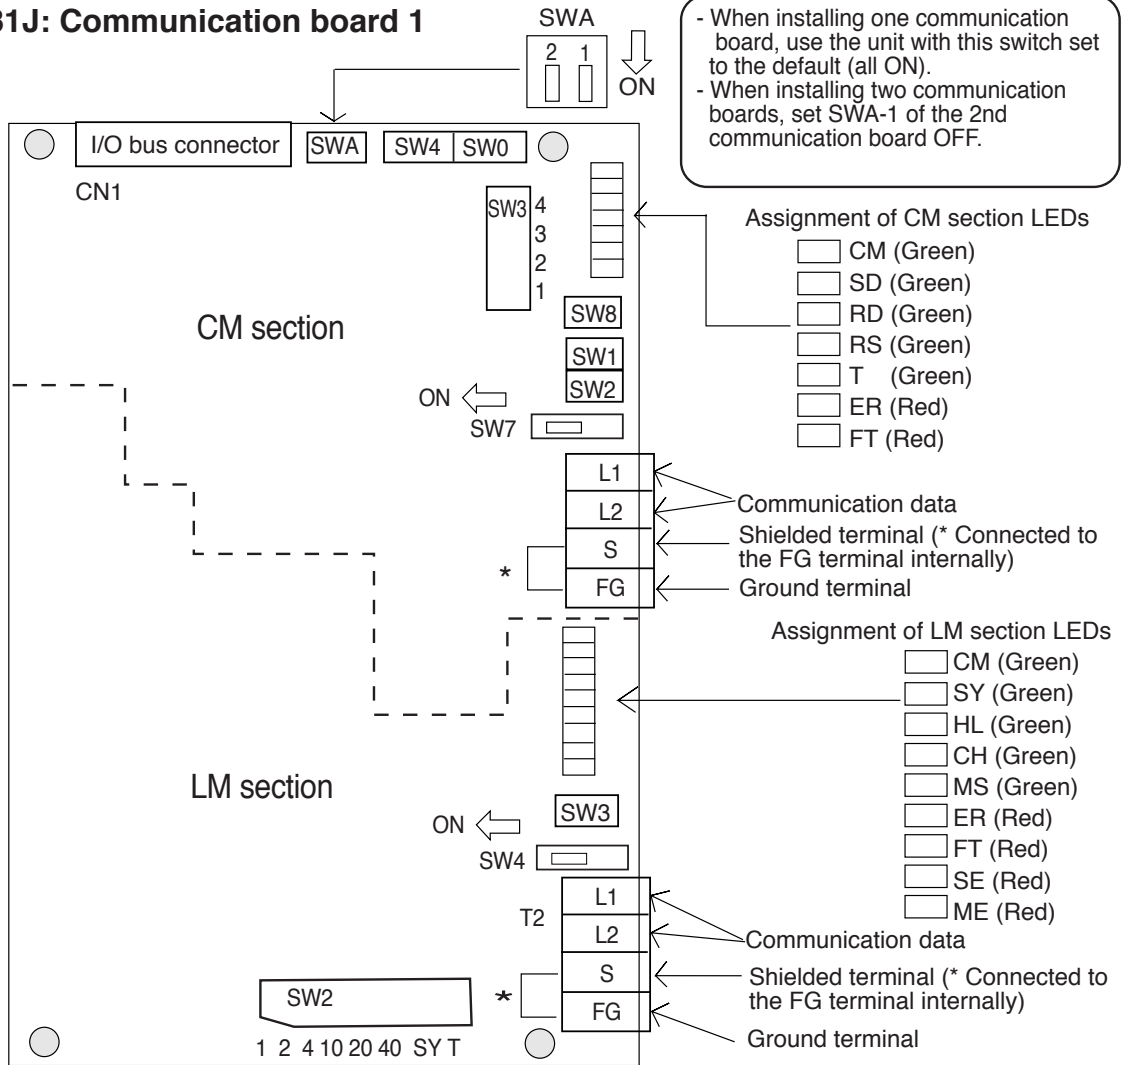 31J: Communication board 1
SWA
2 1
ON
- When installing one communication
board, use the unit with this switch set
to the default (all ON).
- When installing two communication
boards, set SWA-1 of the 2nd
communication board OFF.
I/O bus connector
SWA
SW4 SW0
CN1
SW3
4
3
2
1
CM section
SW8
SW1
SW2
ON
SW7
Assignment of CM section LEDs
CM (Green)
SD (Green)
RD (Green)
RS (Green)
T (Green)
ER (Red)
FT (Red)
L1
L2
S
FG
*
Communication data
Shielded terminal (* Connected to
the FG terminal internally)
Ground terminal
Assignment of LM section LEDs
CM (Green)
SY (Green)
HL (Green)
CH (Green)
MS (Green)
ER (Red)
FT (Red)
SE (Red)
ME (Red)
LM section
SW3
ON
SW4
T2
L1
L2
S
FG
*
Communication data
Shielded terminal (* Connected to
the FG terminal internally)
Ground terminal
SW2
1 2 4 10 20 40 SY T